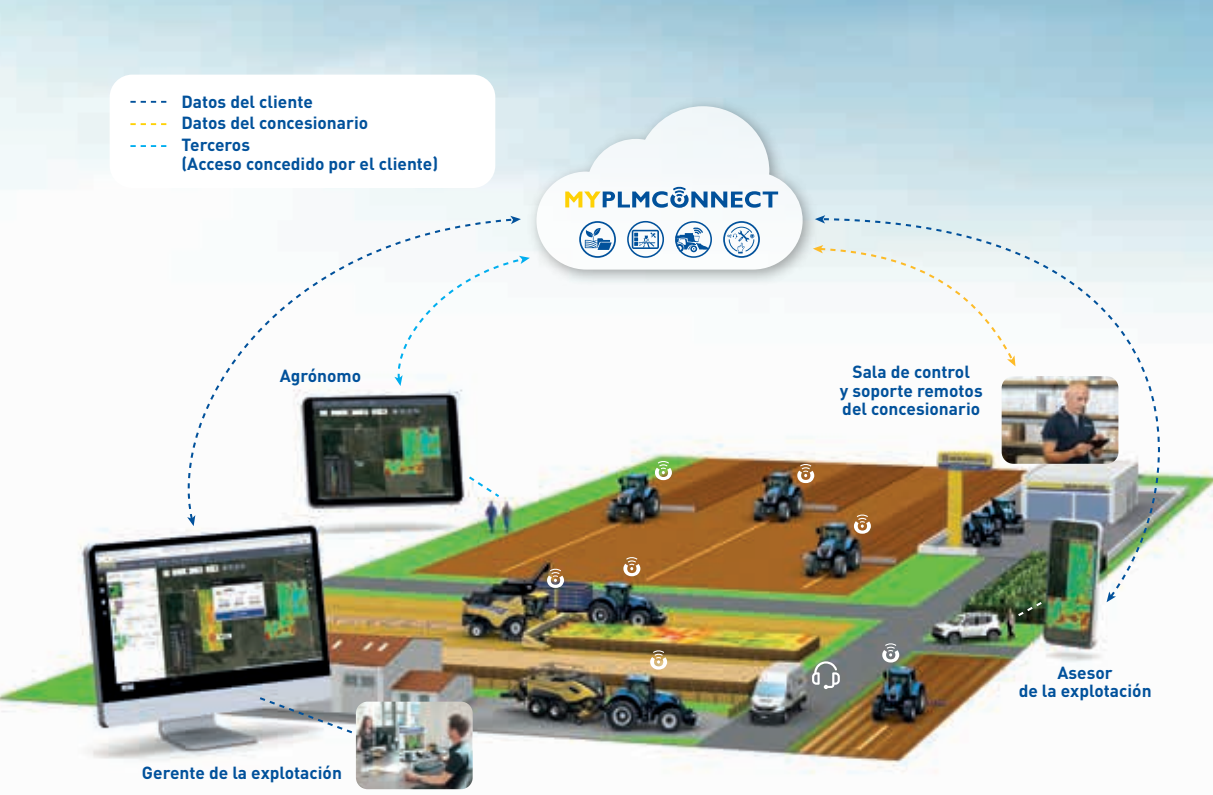 Datos del cliente
Datos del concesionario
Terceros
(Acceso concedido por el cliente)
MYPLMCONNECT
Agrónomo
Sala de control
y soporte remotos
del concesionario
Asesor
de la explotación
Gerente de la explotación